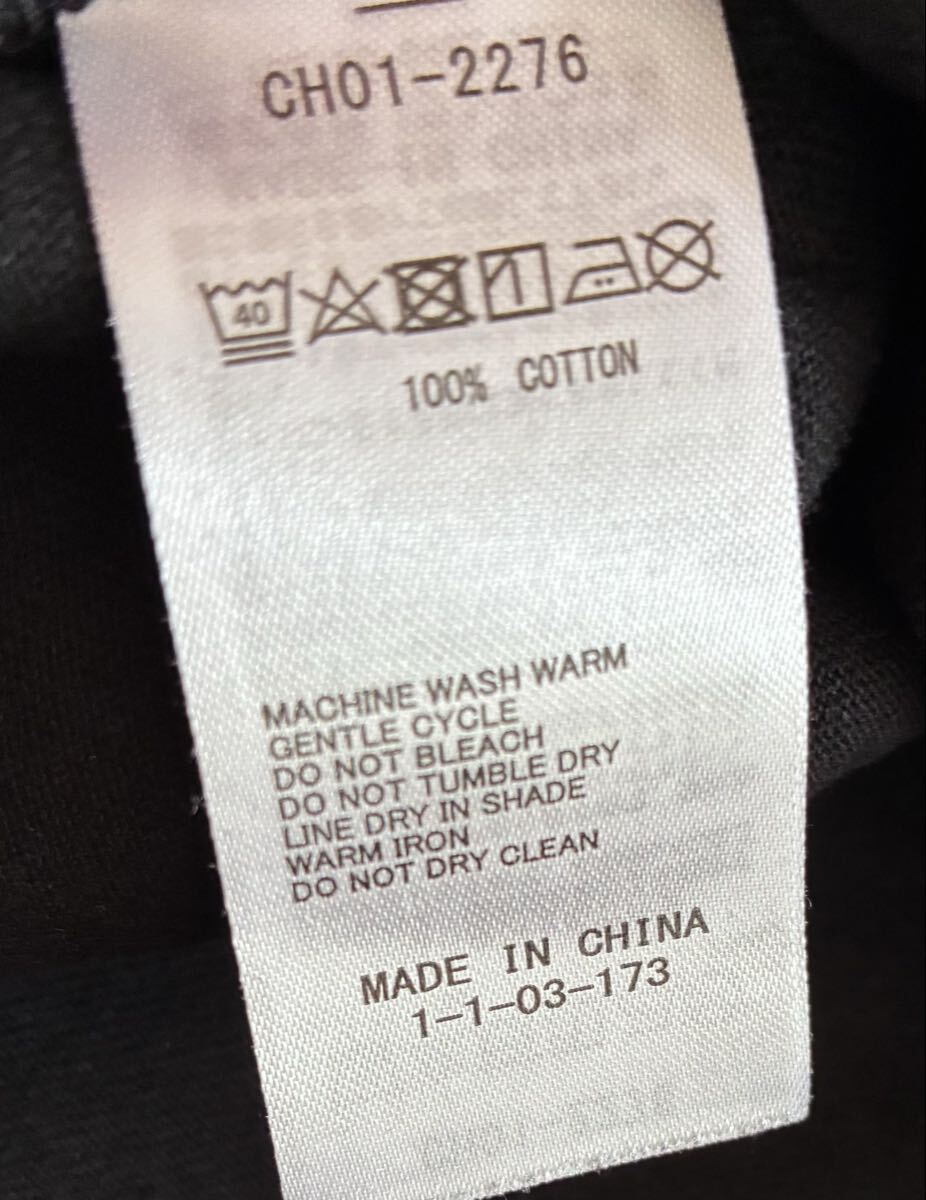 CH01-2276
40
100% COTTON
MACHINE WASH WARM
GENTLE CYCLE
DO NOT BLEACH
DO NOT TUMBLE DRY
LINE DRY IN SHADE
WARM IRON
DO NOT DRY CLEAN
MADE IN CHINA
1-1-03-173